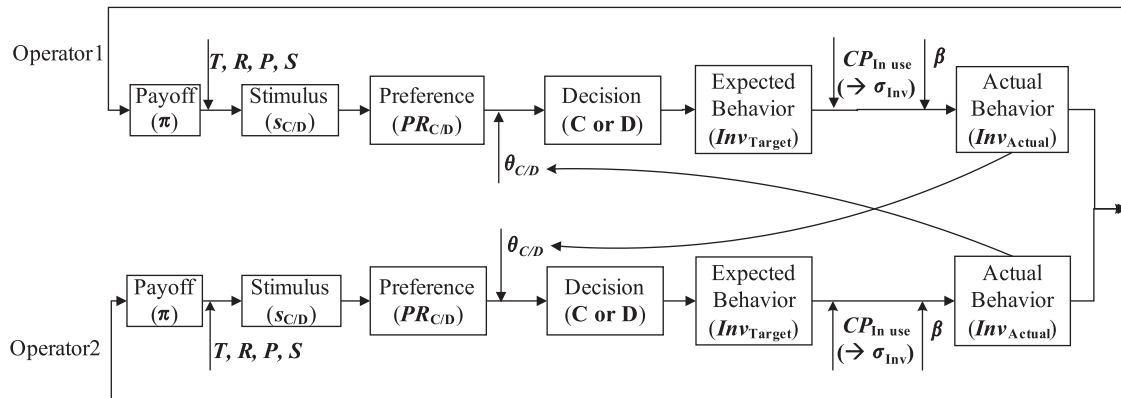 Operator1
T, R, P, S
Payoff
(π)
Stimulus
(s_C/D)
Preference
(PR_C/D)
θ_C/D
Decision
(C or D)
Expected
Behavior
(Inv_Target)
CP_In use
(→ σ_Inv)
β
Actual
Behavior
(Inv_Actual)
Operator2
Payoff
(π)
T, R, P, S
Stimulus
(s_C/D)
Preference
(PR_C/D)
θ_C/D
Decision
(C or D)
Expected
Behavior
(Inv_Target)
CP_In use
(→ σ_Inv)
β
Actual
Behavior
(Inv_Actual)